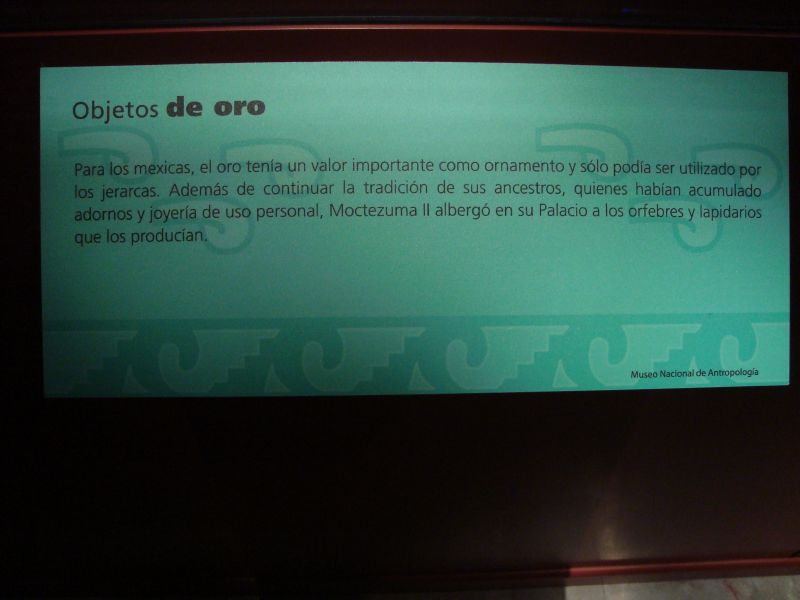 Objetos de oro
Para los mexicas, el oro tenía un valor importante como ornamento y sólo podía ser utilizado por
los jerarcas. Además de continuar la tradición de sus ancestros, quienes habían acumulado
adornos y joyería de uso personal, Moctezuma II albergó en su Palacio a los orfebres y lapidarios
que los producían.
Museo Nacional de Antropología